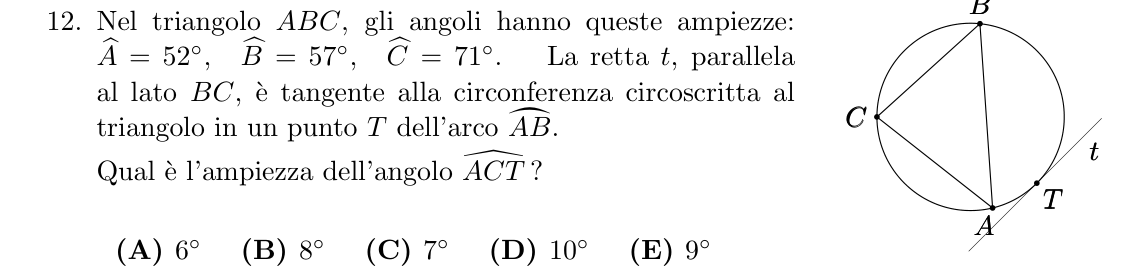 12. Nel triangolo ABC, gli angoli hanno queste ampiezze:
Â = 52°, B̂ = 57°, Ĉ = 71°. La retta t, parallela
al lato BC, è tangente alla circonferenza circoscritta al
triangolo in un punto T dell'arco A͡B.
Qual è l'ampiezza dell'angolo ACT ?
(A) 6° (B) 8° (C) 7° (D) 10° (E) 9°
B
C
t
T
A